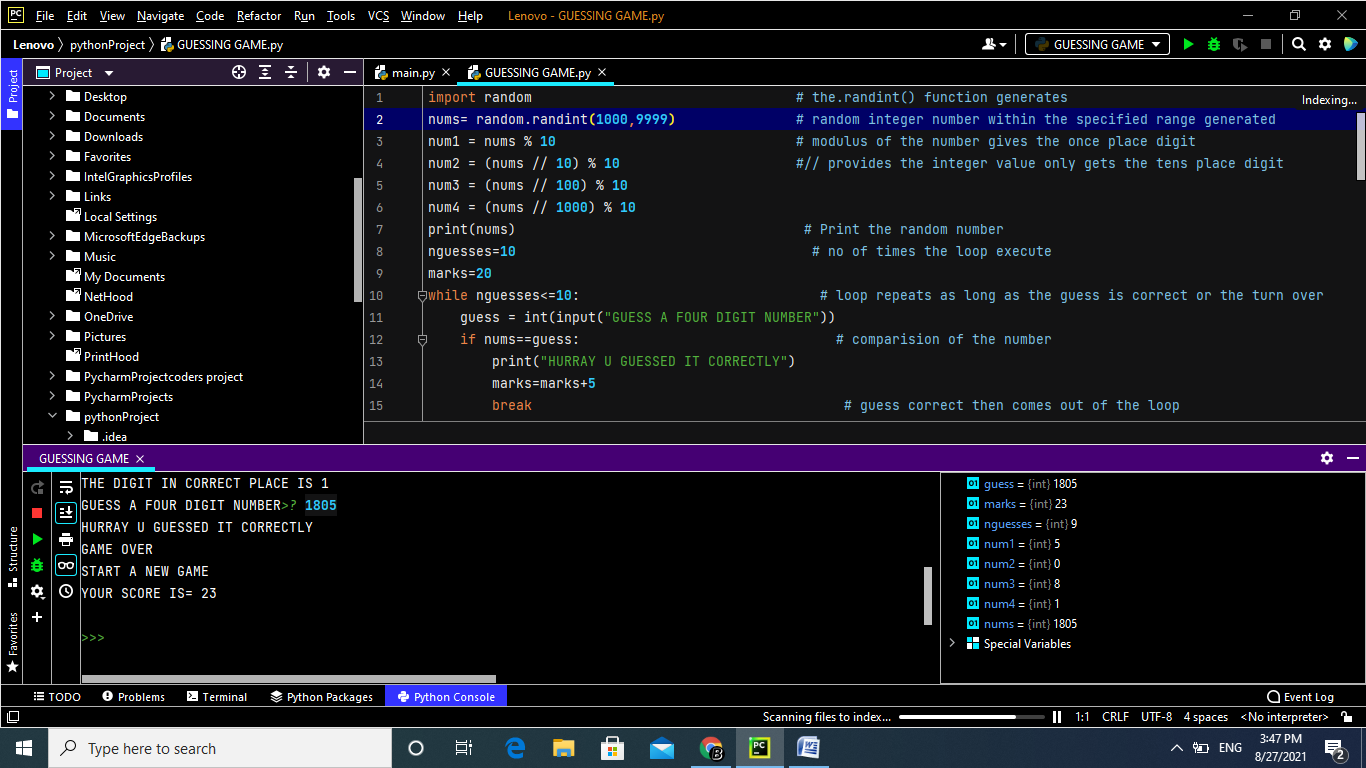 PC File Edit View Navigate Code Refactor Run Tools VCS Window Help Lenovo - GUESSING GAME.py
Lenovo pythonProject GUESSING GAME.py GUESSING GAME
Project
Project
main.py GUESSING GAME.py
Desktop
Documents
Downloads
Favorites
IntelGraphicsProfiles
Links
Local Settings
MicrosoftEdgeBackups
Music
My Documents
NetHood
OneDrive
Pictures
PrintHood
PycharmProjectcoders project
PycharmProjects
pythonProject
.idea
Indexing...
1 import random # the.randint() function generates
2 nums= random.randint(1000,9999) # random integer number within the specified range generated
3 num1 = nums % 10 # modulus of the number gives the once place digit
4 num2 = (nums // 10) % 10 #// provides the integer value only gets the tens place digit
5 num3 = (nums // 100) % 10
6 num4 = (nums // 1000) % 10
7 print(nums) # Print the random number
8 nguesses=10 # no of times the loop execute
9 marks=20
10 while nguesses<=10: # loop repeats as long as the guess is correct or the turn over
11 guess = int(input("GUESS A FOUR DIGIT NUMBER"))
12 if nums==guess: # comparision of the number
13 print("HURRAY U GUESSED IT CORRECTLY")
14 marks=marks+5
15 break # guess correct then comes out of the loop
GUESSING GAME
THE DIGIT IN CORRECT PLACE IS 1
GUESS A FOUR DIGIT NUMBER>? 1805
HURRAY U GUESSED IT CORRECTLY
GAME OVER
START A NEW GAME
YOUR SCORE IS= 23
>>>
guess = {int} 1805
marks = {int} 23
nguesses = {int} 9
num1 = {int} 5
num2 = {int} 0
num3 = {int} 8
num4 = {int} 1
nums = {int} 1805
Special Variables
Structure
Favorites
TODO Problems Terminal Python Packages Python Console Event Log
Scanning files to index... 1:1 CRLF UTF-8 4 spaces <No interpreter>
Type here to search
ENG
3:47 PM
8/27/2021
2